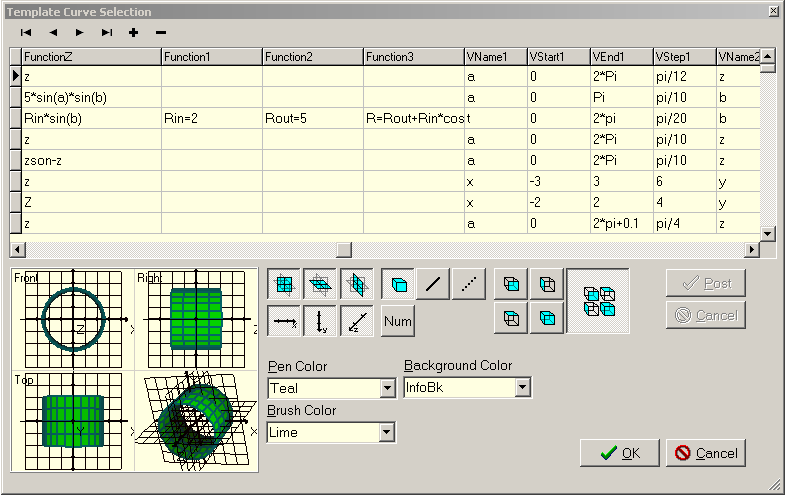 Template Curve Selection
FunctionZ Function1 Function2 Function3 VName1 VStart1 VEnd1 VStep1 VName2
z a 0 2*Pi pi/12 z
5*sin(a)*sin(b) a 0 Pi pi/10 b
Rin*sin(b) Rin=2 Rout=5 R=Rout+Rin*cos t 0 2*pi pi/20 b
z a 0 2*Pi pi/10 z
zson-z a 0 2*Pi pi/10 z
z x -3 3 6 y
Z x -2 2 4 y
z a 0 2*pi+0.1 pi/4 z
Front Right
Z X
Top
Y X X
x y z Num
Post
Cancel
Pen Color Background Color
Teal InfoBk
Brush Color
Lime
OK Cancel